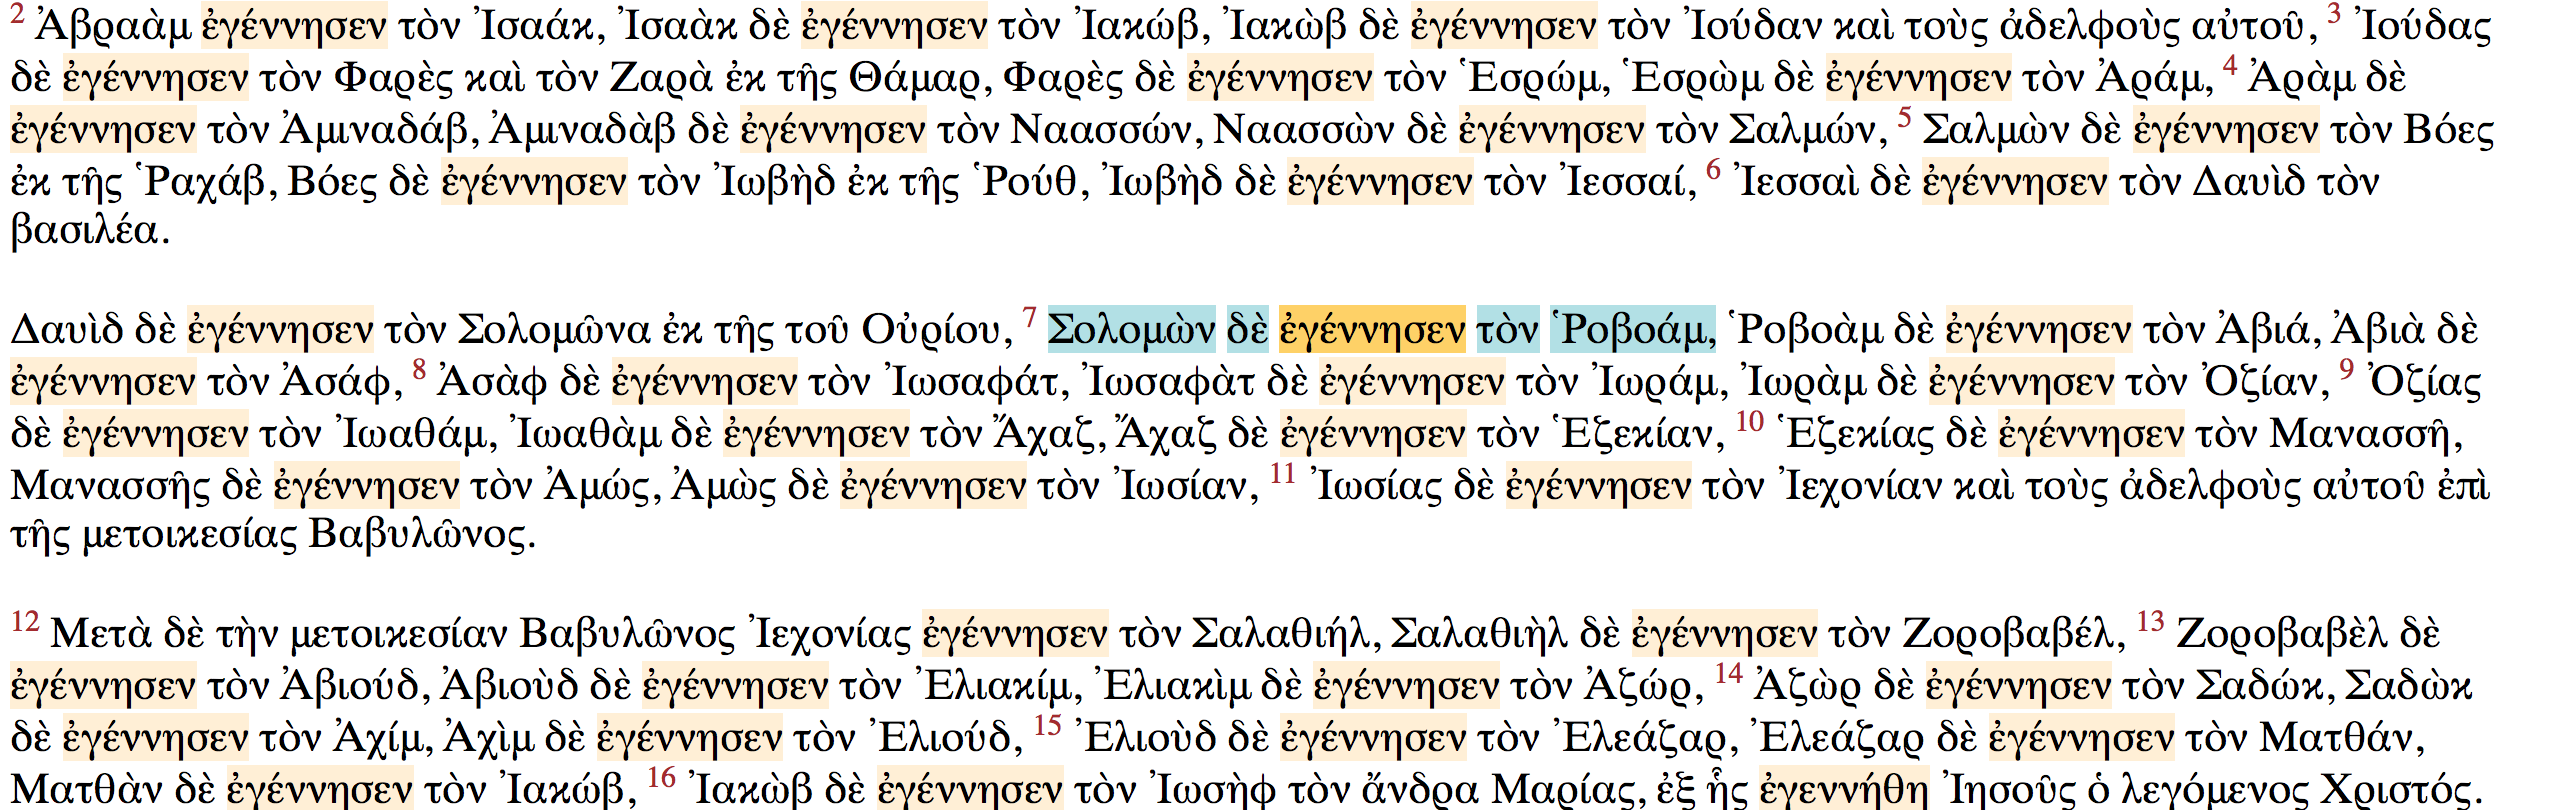 2 Ἀβραὰμ ἐγέννησεν τὸν Ἰσαάκ, Ἰσαὰκ δὲ ἐγέννησεν τὸν Ἰακώβ, Ἰακὼβ δὲ ἐγέννησεν τὸν Ἰούδαν καὶ τοὺς ἀδελφοὺς αὐτοῦ, 3 Ἰούδας
δὲ ἐγέννησεν τὸν Φαρὲς καὶ τὸν Ζαρὰ ἐκ τῆς Θάμαρ, Φαρὲς δὲ ἐγέννησεν τὸν Ἑσρώμ, Ἑσρὼμ δὲ ἐγέννησεν τὸν Ἀράμ, 4 Ἀρὰμ δὲ
ἐγέννησεν τὸν Ἀμιναδάβ, Ἀμιναδὰβ δὲ ἐγέννησεν τὸν Ναασσών, Ναασσὼν δὲ ἐγέννησεν τὸν Σαλμών, 5 Σαλμὼν δὲ ἐγέννησεν τὸν Βόες
ἐκ τῆς Ῥαχάβ, Βόες δὲ ἐγέννησεν τὸν Ἰωβὴδ ἐκ τῆς Ῥούθ, Ἰωβὴδ δὲ ἐγέννησεν τὸν Ἰεσσαί, 6 Ἰεσσαὶ δὲ ἐγέννησεν τὸν Δαυὶδ τὸν
βασιλέα.
Δαυὶδ δὲ ἐγέννησεν τὸν Σολομῶνα ἐκ τῆς τοῦ Οὐρίου, 7 Σολομὼν δὲ ἐγέννησεν τὸν Ῥοβοάμ, Ῥοβοὰμ δὲ ἐγέννησεν τὸν Ἀβιά, Ἀβιὰ δὲ
ἐγέννησεν τὸν Ἀσάφ, 8 Ἀσὰφ δὲ ἐγέννησεν τὸν Ἰωσαφάτ, Ἰωσαφὰτ δὲ ἐγέννησεν τὸν Ἰωράμ, Ἰωρὰμ δὲ ἐγέννησεν τὸν Ὀζίαν, 9 Ὀζίας
δὲ ἐγέννησεν τὸν Ἰωαθάμ, Ἰωαθὰμ δὲ ἐγέννησεν τὸν Ἄχαζ, Ἄχαζ δὲ ἐγέννησεν τὸν Ἑζεκίαν, 10 Ἑζεκίας δὲ ἐγέννησεν τὸν Μανασσῆ,
Μανασσῆς δὲ ἐγέννησεν τὸν Ἀμώς, Ἀμὼς δὲ ἐγέννησεν τὸν Ἰωσίαν, 11 Ἰωσίας δὲ ἐγέννησεν τὸν Ἰεχονίαν καὶ τοὺς ἀδελφοὺς αὐτοῦ ἐπὶ
τῆς μετοικεσίας Βαβυλῶνος.
12 Μετὰ δὲ τὴν μετοικεσίαν Βαβυλῶνος Ἰεχονίας ἐγέννησεν τὸν Σαλαθιήλ, Σαλαθιὴλ δὲ ἐγέννησεν τὸν Ζοροβαβέλ, 13 Ζοροβαβὲλ δὲ
ἐγέννησεν τὸν Ἀβιούδ, Ἀβιοὺδ δὲ ἐγέννησεν τὸν Ἐλιακίμ, Ἐλιακὶμ δὲ ἐγέννησεν τὸν Ἀζώρ, 14 Ἀζὼρ δὲ ἐγέννησεν τὸν Σαδώκ, Σαδὼκ
δὲ ἐγέννησεν τὸν Ἀχίμ, Ἀχὶμ δὲ ἐγέννησεν τὸν Ἐλιούδ, 15 Ἐλιοὺδ δὲ ἐγέννησεν τὸν Ἐλεάζαρ, Ἐλεάζαρ δὲ ἐγέννησεν τὸν Ματθάν,
Ματθὰν δὲ ἐγέννησεν τὸν Ἰακώβ, 16 Ἰακὼβ δὲ ἐγέννησεν τὸν Ἰωσὴφ τὸν ἄνδρα Μαρίας, ἐξ ἧς ἐγεννήθη Ἰησοῦς ὁ λεγόμενος Χριστός.